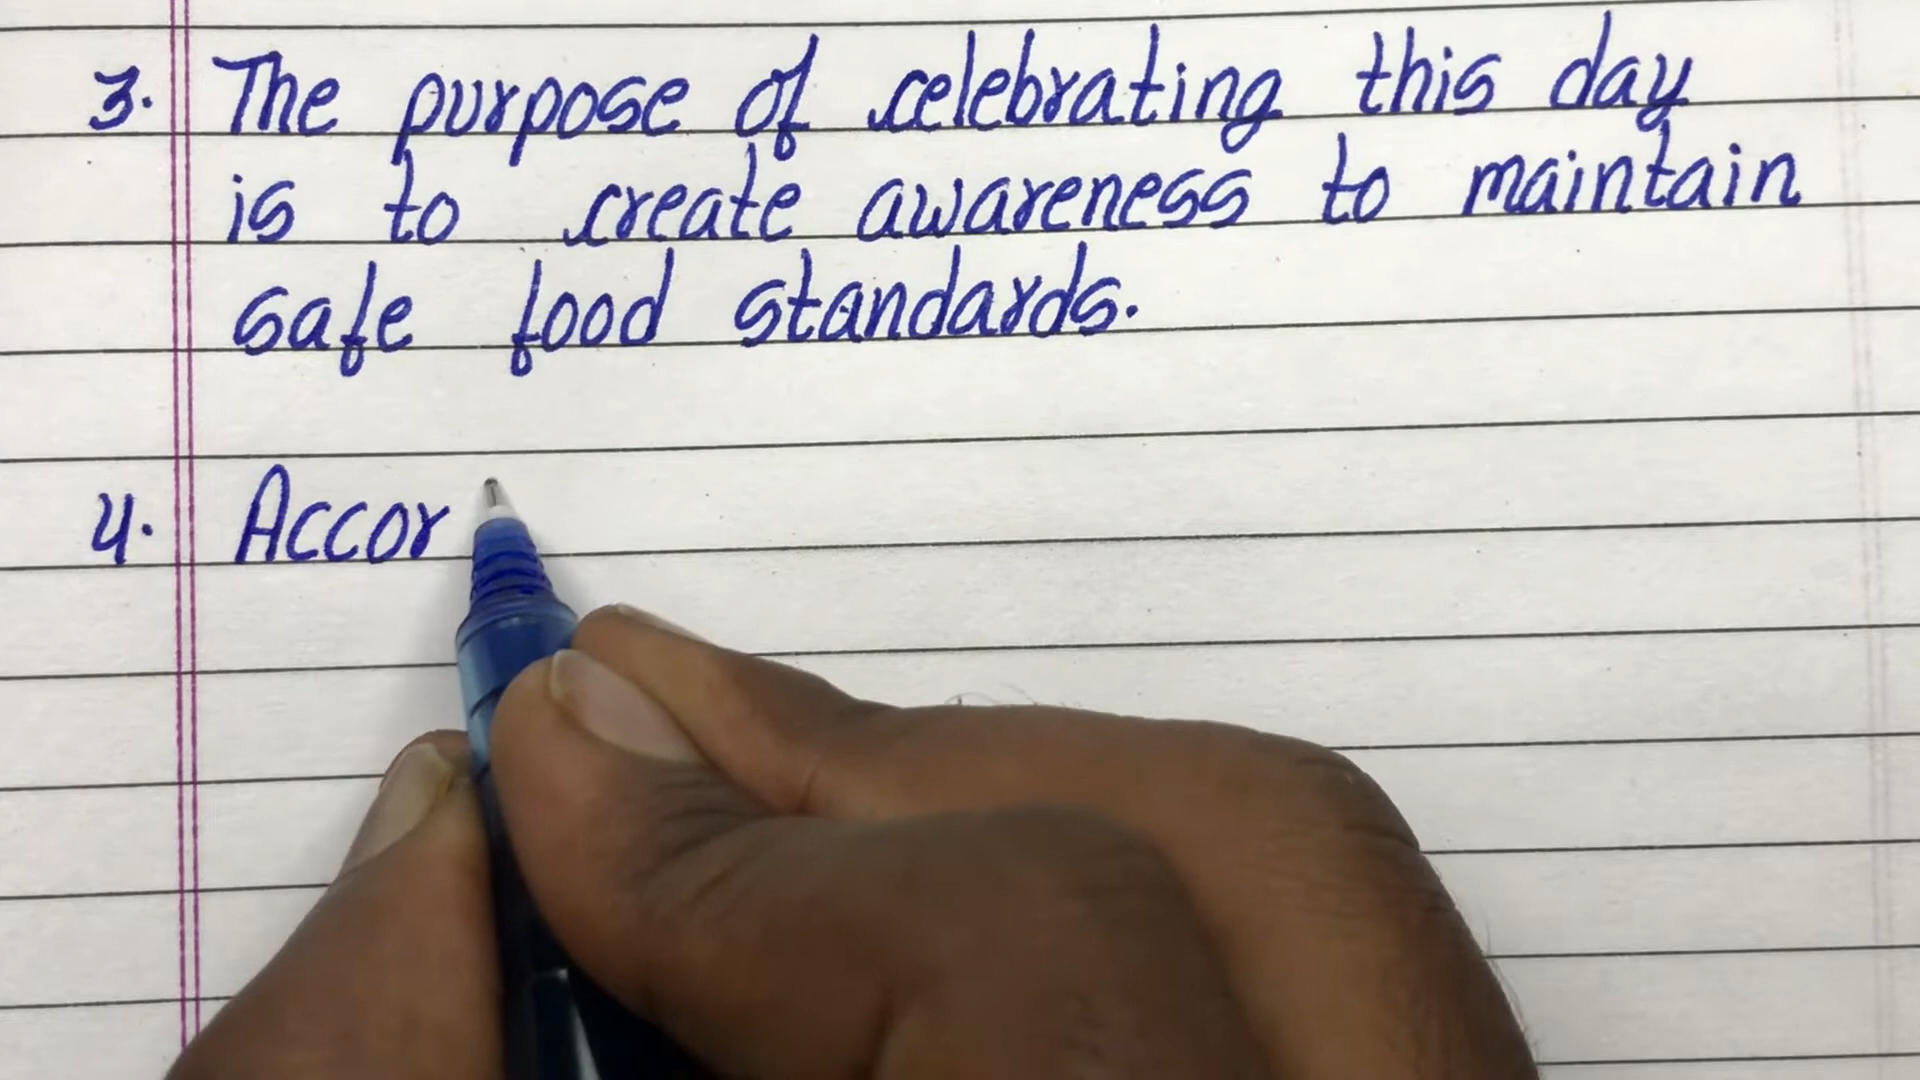 3. The purpose of celebrating this day
is to create awareness to maintain
safe food standards.
4. Accor